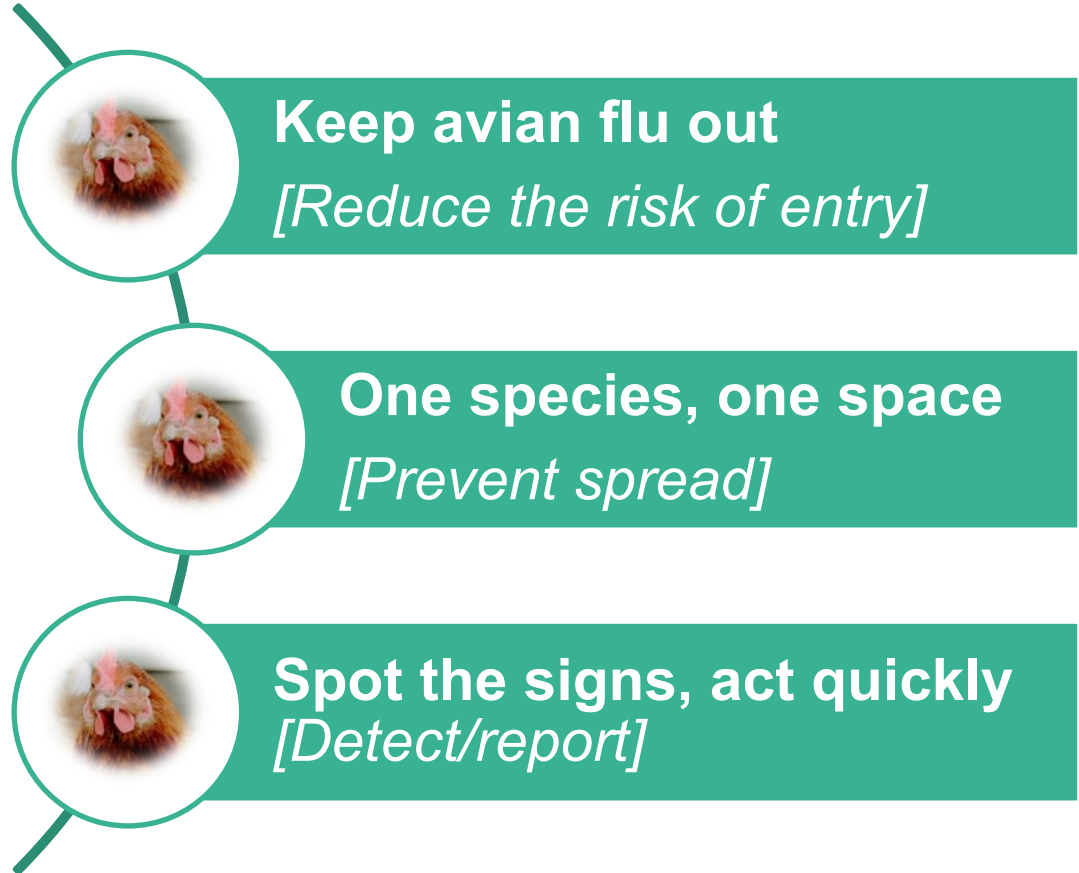 Keep avian flu out
[Reduce the risk of entry]
One species, one space
[Prevent spread]
Spot the signs, act quickly
[Detect/report]